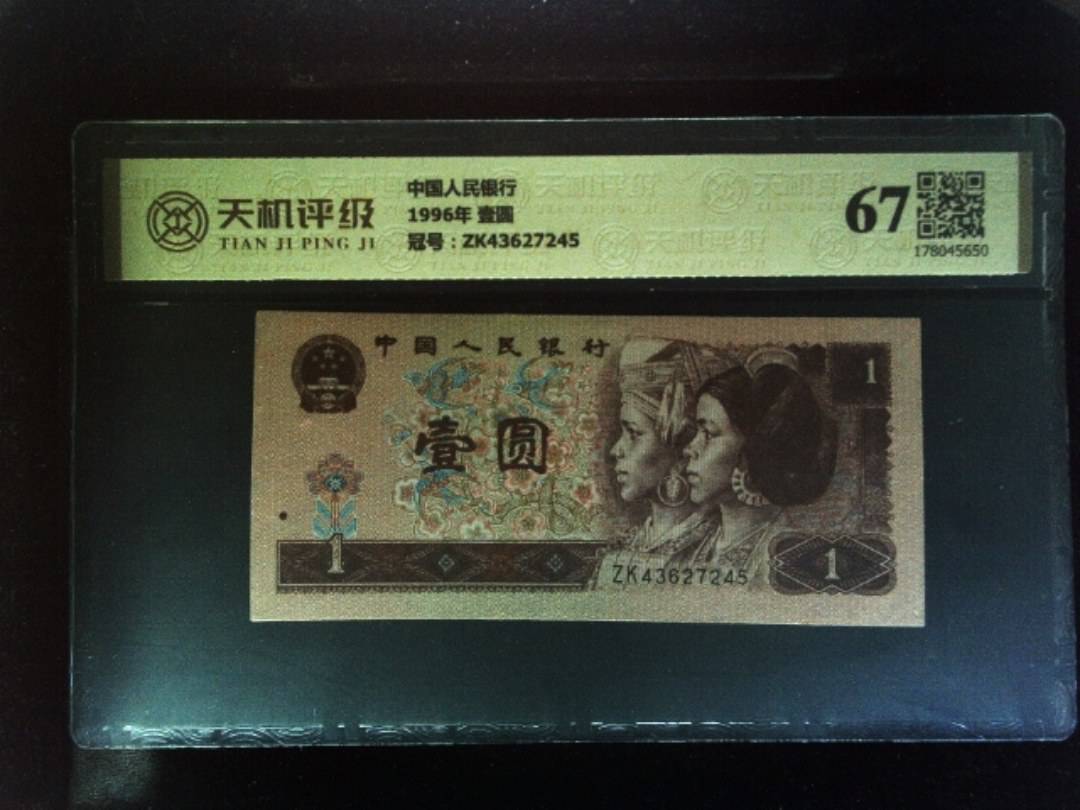 天机评级
TIAN JI PING JI
中国人民银行
1996年 壹圆
冠号：ZK43627245
67
178045650
中国人民银行
1
壹圆
1
ZK43627245
1